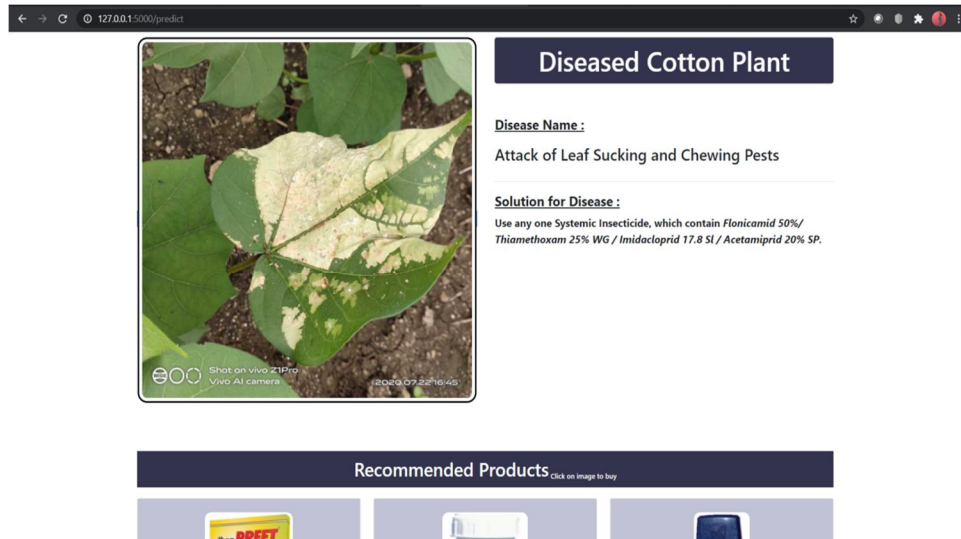 127.0.0.1:5000/predict
Diseased Cotton Plant
Disease Name :
Attack of Leaf Sucking and Chewing Pests
Solution for Disease :
Use any one Systemic Insecticide, which contain Flonicamid 50%/
Thiamethoxam 25% WG / Imidacloprid 17.8 Sl / Acetamiprid 20% SP.
Shot on vivo Z1Pro
Vivo AI camera
2020.07.22 16:45
Recommended Products Click on image to buy
PREET